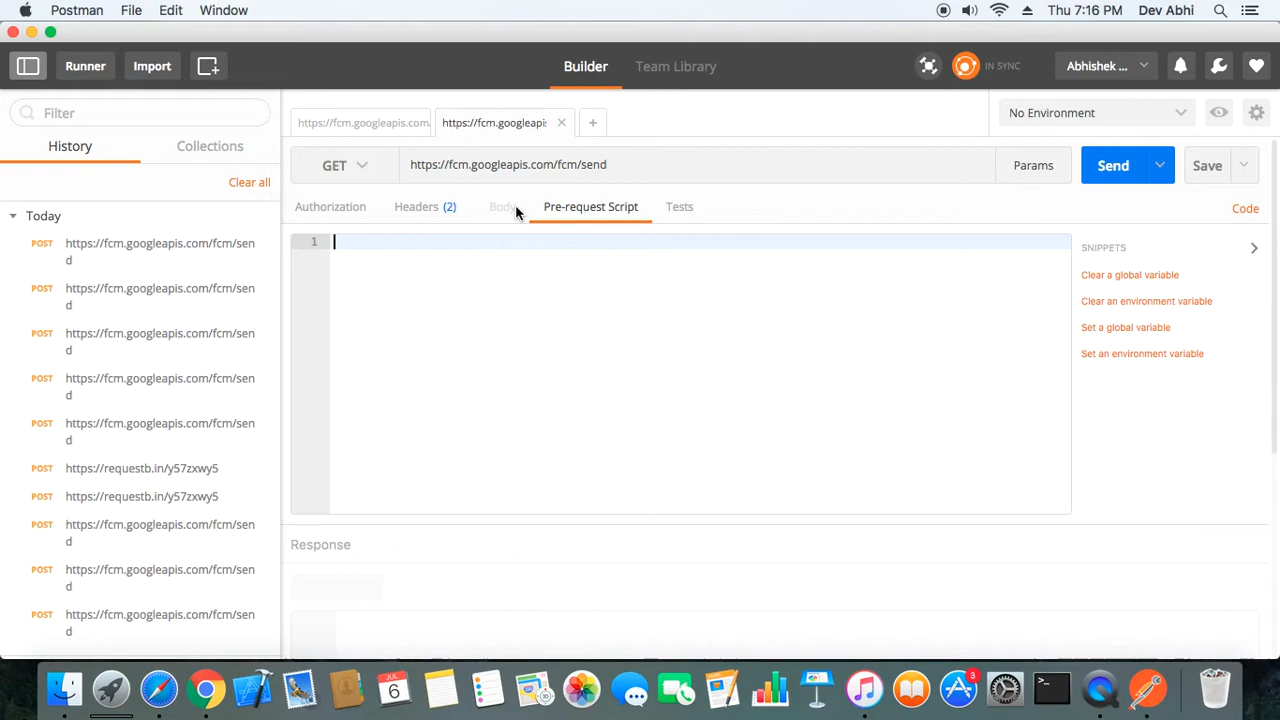 Postman File Edit Window Thu 7:16 PM Dev Abhi
Runner Import Builder Team Library IN SYNC Abhishek ...
Filter https://fcm.googleapis.com, https://fcm.googleapi: No Environment
History Collections
GET https://fcm.googleapis.com/fcm/send Params Send Save
Clear all
Authorization Headers (2) Body Pre-request Script Tests Code
Today
1
SNIPPETS
POST https://fcm.googleapis.com/fcm/sen
d
Clear a global variable
POST https://fcm.googleapis.com/fcm/sen
d
Clear an environment variable
POST https://fcm.googleapis.com/fcm/sen
d
Set a global variable
Set an environment variable
POST https://fcm.googleapis.com/fcm/sen
d
POST https://fcm.googleapis.com/fcm/sen
d
POST https://requestb.in/y57zxwy5
POST https://requestb.in/y57zxwy5
POST https://fcm.googleapis.com/fcm/sen
d
Response
POST https://fcm.googleapis.com/fcm/sen
d
POST https://fcm.googleapis.com/fcm/sen
d
JUL
6
3